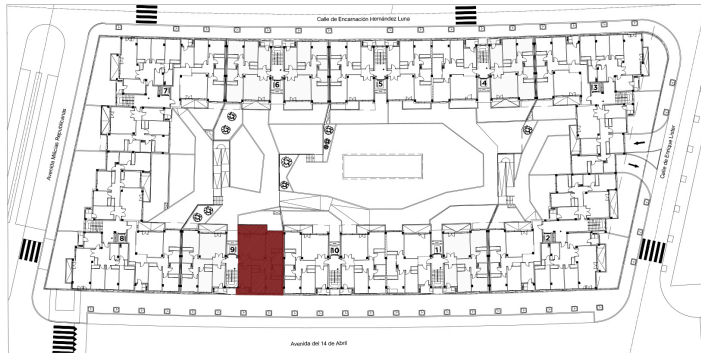 Calle de Encarnación Hernández Luna
6
5
4
7
3
Avenida Milicias Republicanas
Calle de Enrique Líster
8
9
10
1
2
Avenida del 14 de Abril